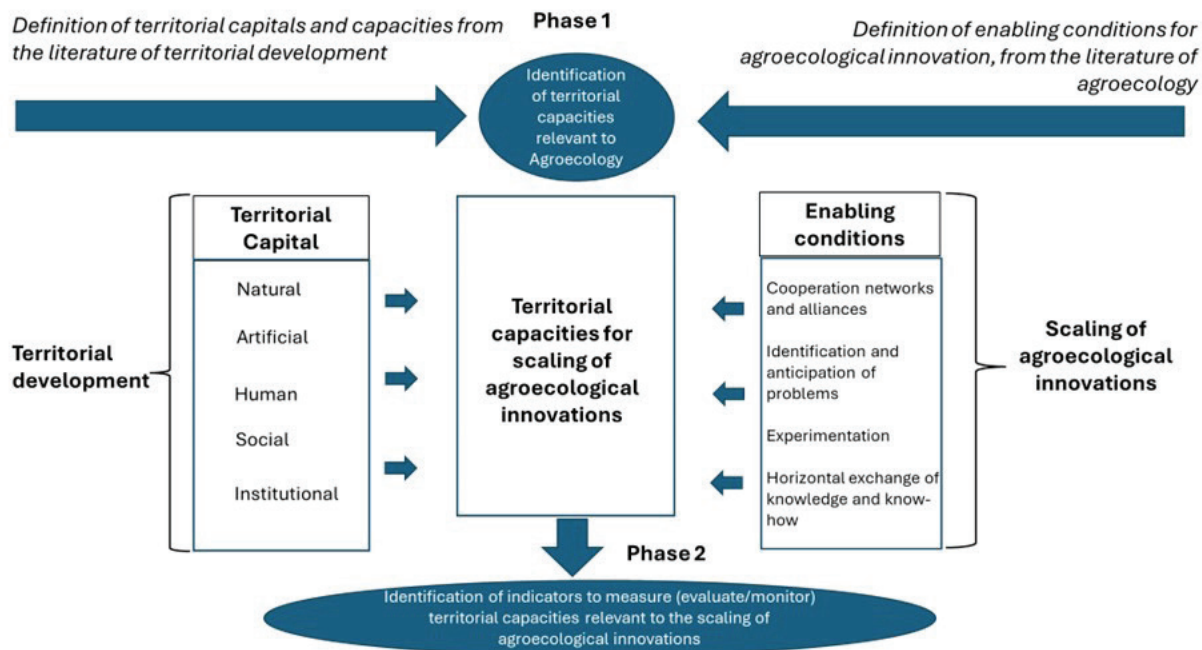 Definition of territorial capitals and capacities from
the literature of territorial development
Phase 1
Definition of enabling conditions for
agroecological innovation, from the literature of
agroecology
Identification
of territorial
capacities
relevant to
Agroecology
Territorial
development
Territorial
Capital
Natural
Artificial
Human
Social
Institutional
Territorial
capacities for
scaling of
agroecological
innovations
Enabling
conditions
Cooperation networks
and alliances
Identification and
anticipation of
problems
Experimentation
Horizontal exchange of
knowledge and know-
how
Scaling of
agroecological
innovations
Phase 2
Identification of indicators to measure (evaluate/monitor)
territorial capacities relevant to the scaling of
agroecological innovations